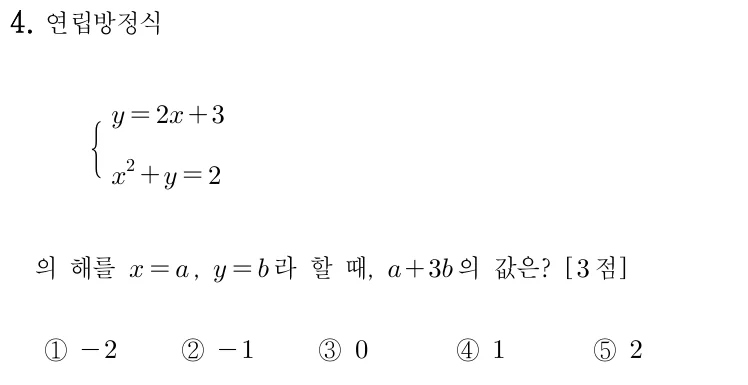 4. 연립방정식
y=2x+3
x²+y=2
의 해를 x=a, y=b라 할 때, a+3b의 값은? [3점]
① -2 ② -1 ③ 0 ④ 1 ⑤ 2